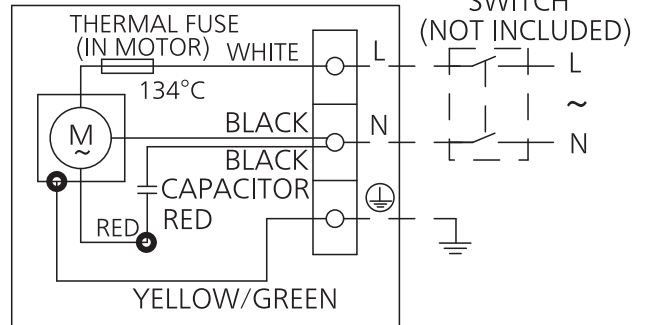 SWITCH
(NOT INCLUDED)
THERMAL FUSE
(IN MOTOR)
WHITE
L
L
134°C
~
M
~
BLACK
N
N
BLACK
CAPACITOR
RED
RED
YELLOW/GREEN